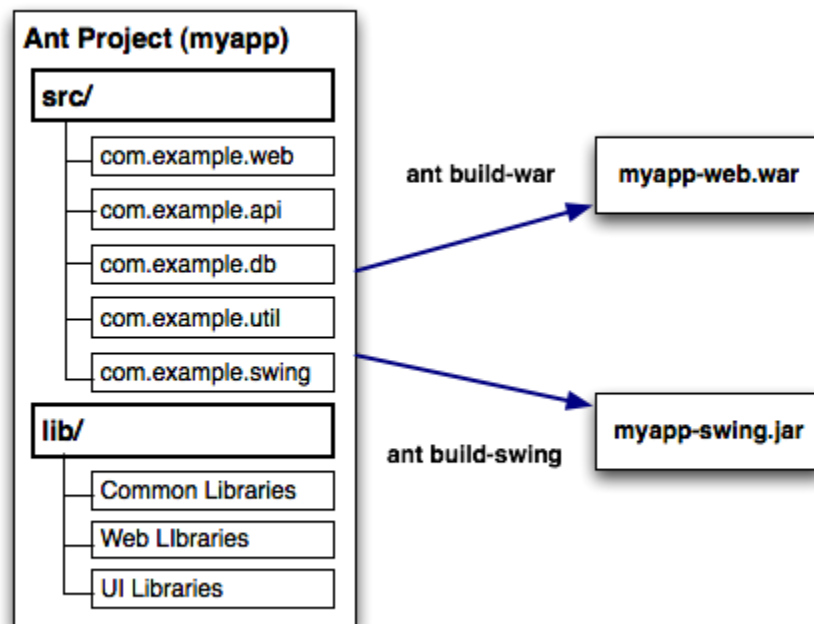 Ant Project (myapp)
src/
com.example.web
com.example.api
com.example.db
com.example.util
com.example.swing
lib/
Common Libraries
Web LIbraries
UI Libraries
ant build-war
myapp-web.war
ant build-swing
myapp-swing.jar